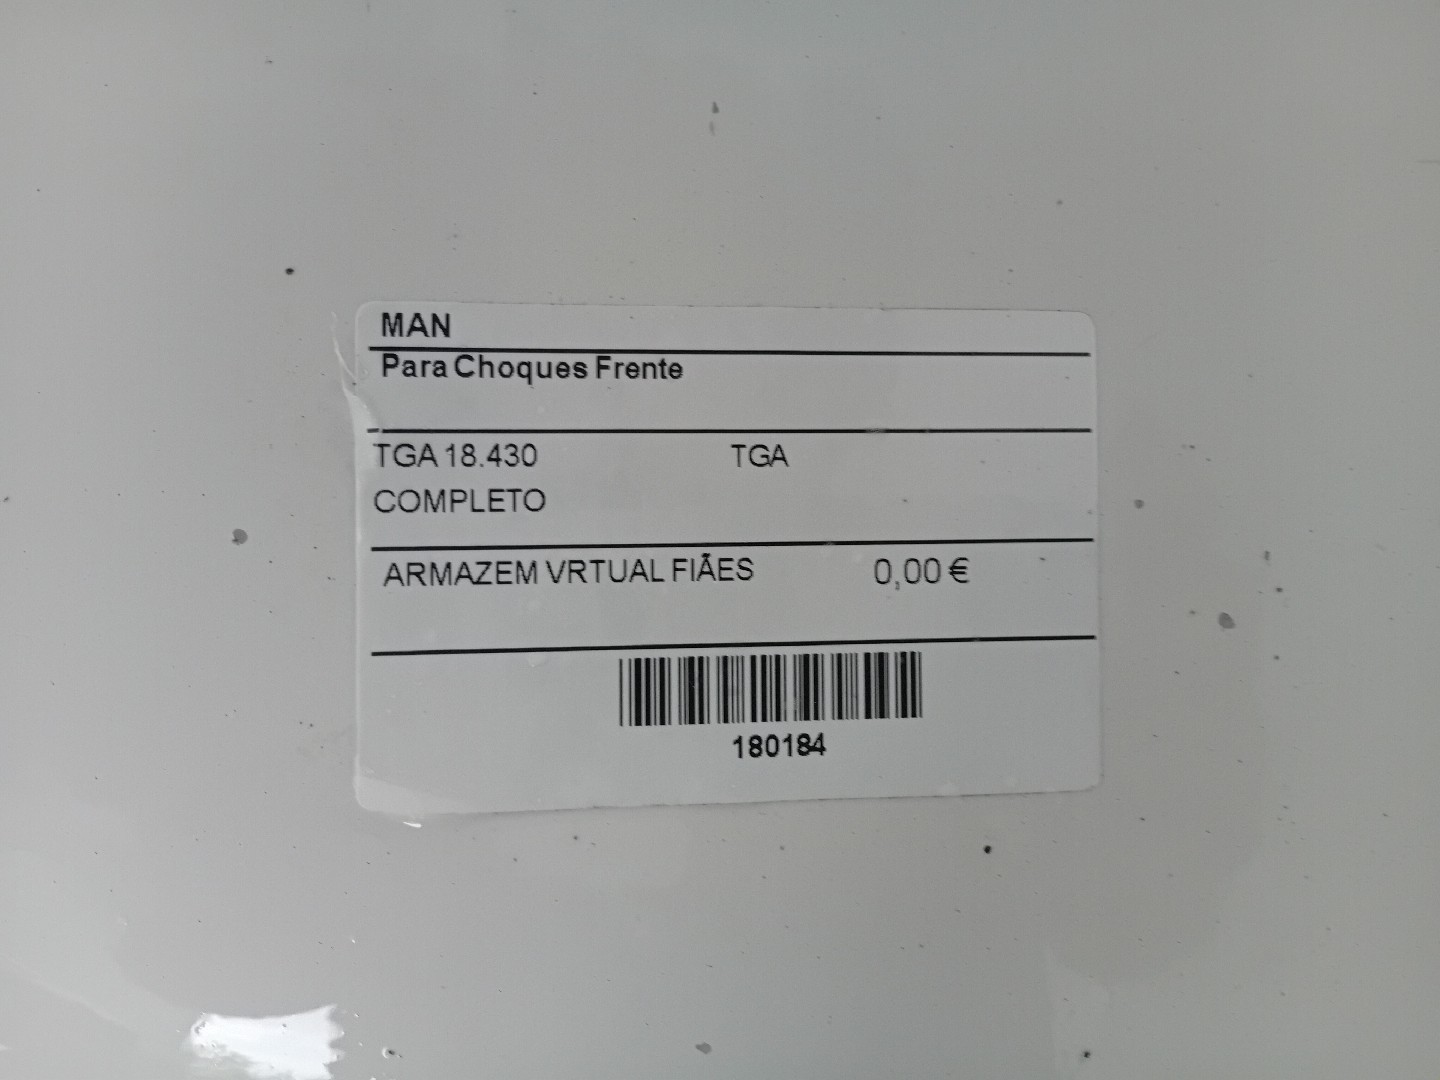 MAN
Para Choques Frente
TGA 18.430 TGA
COMPLETO
ARMAZEM VRTUAL FIÃES 0,00 €
180184